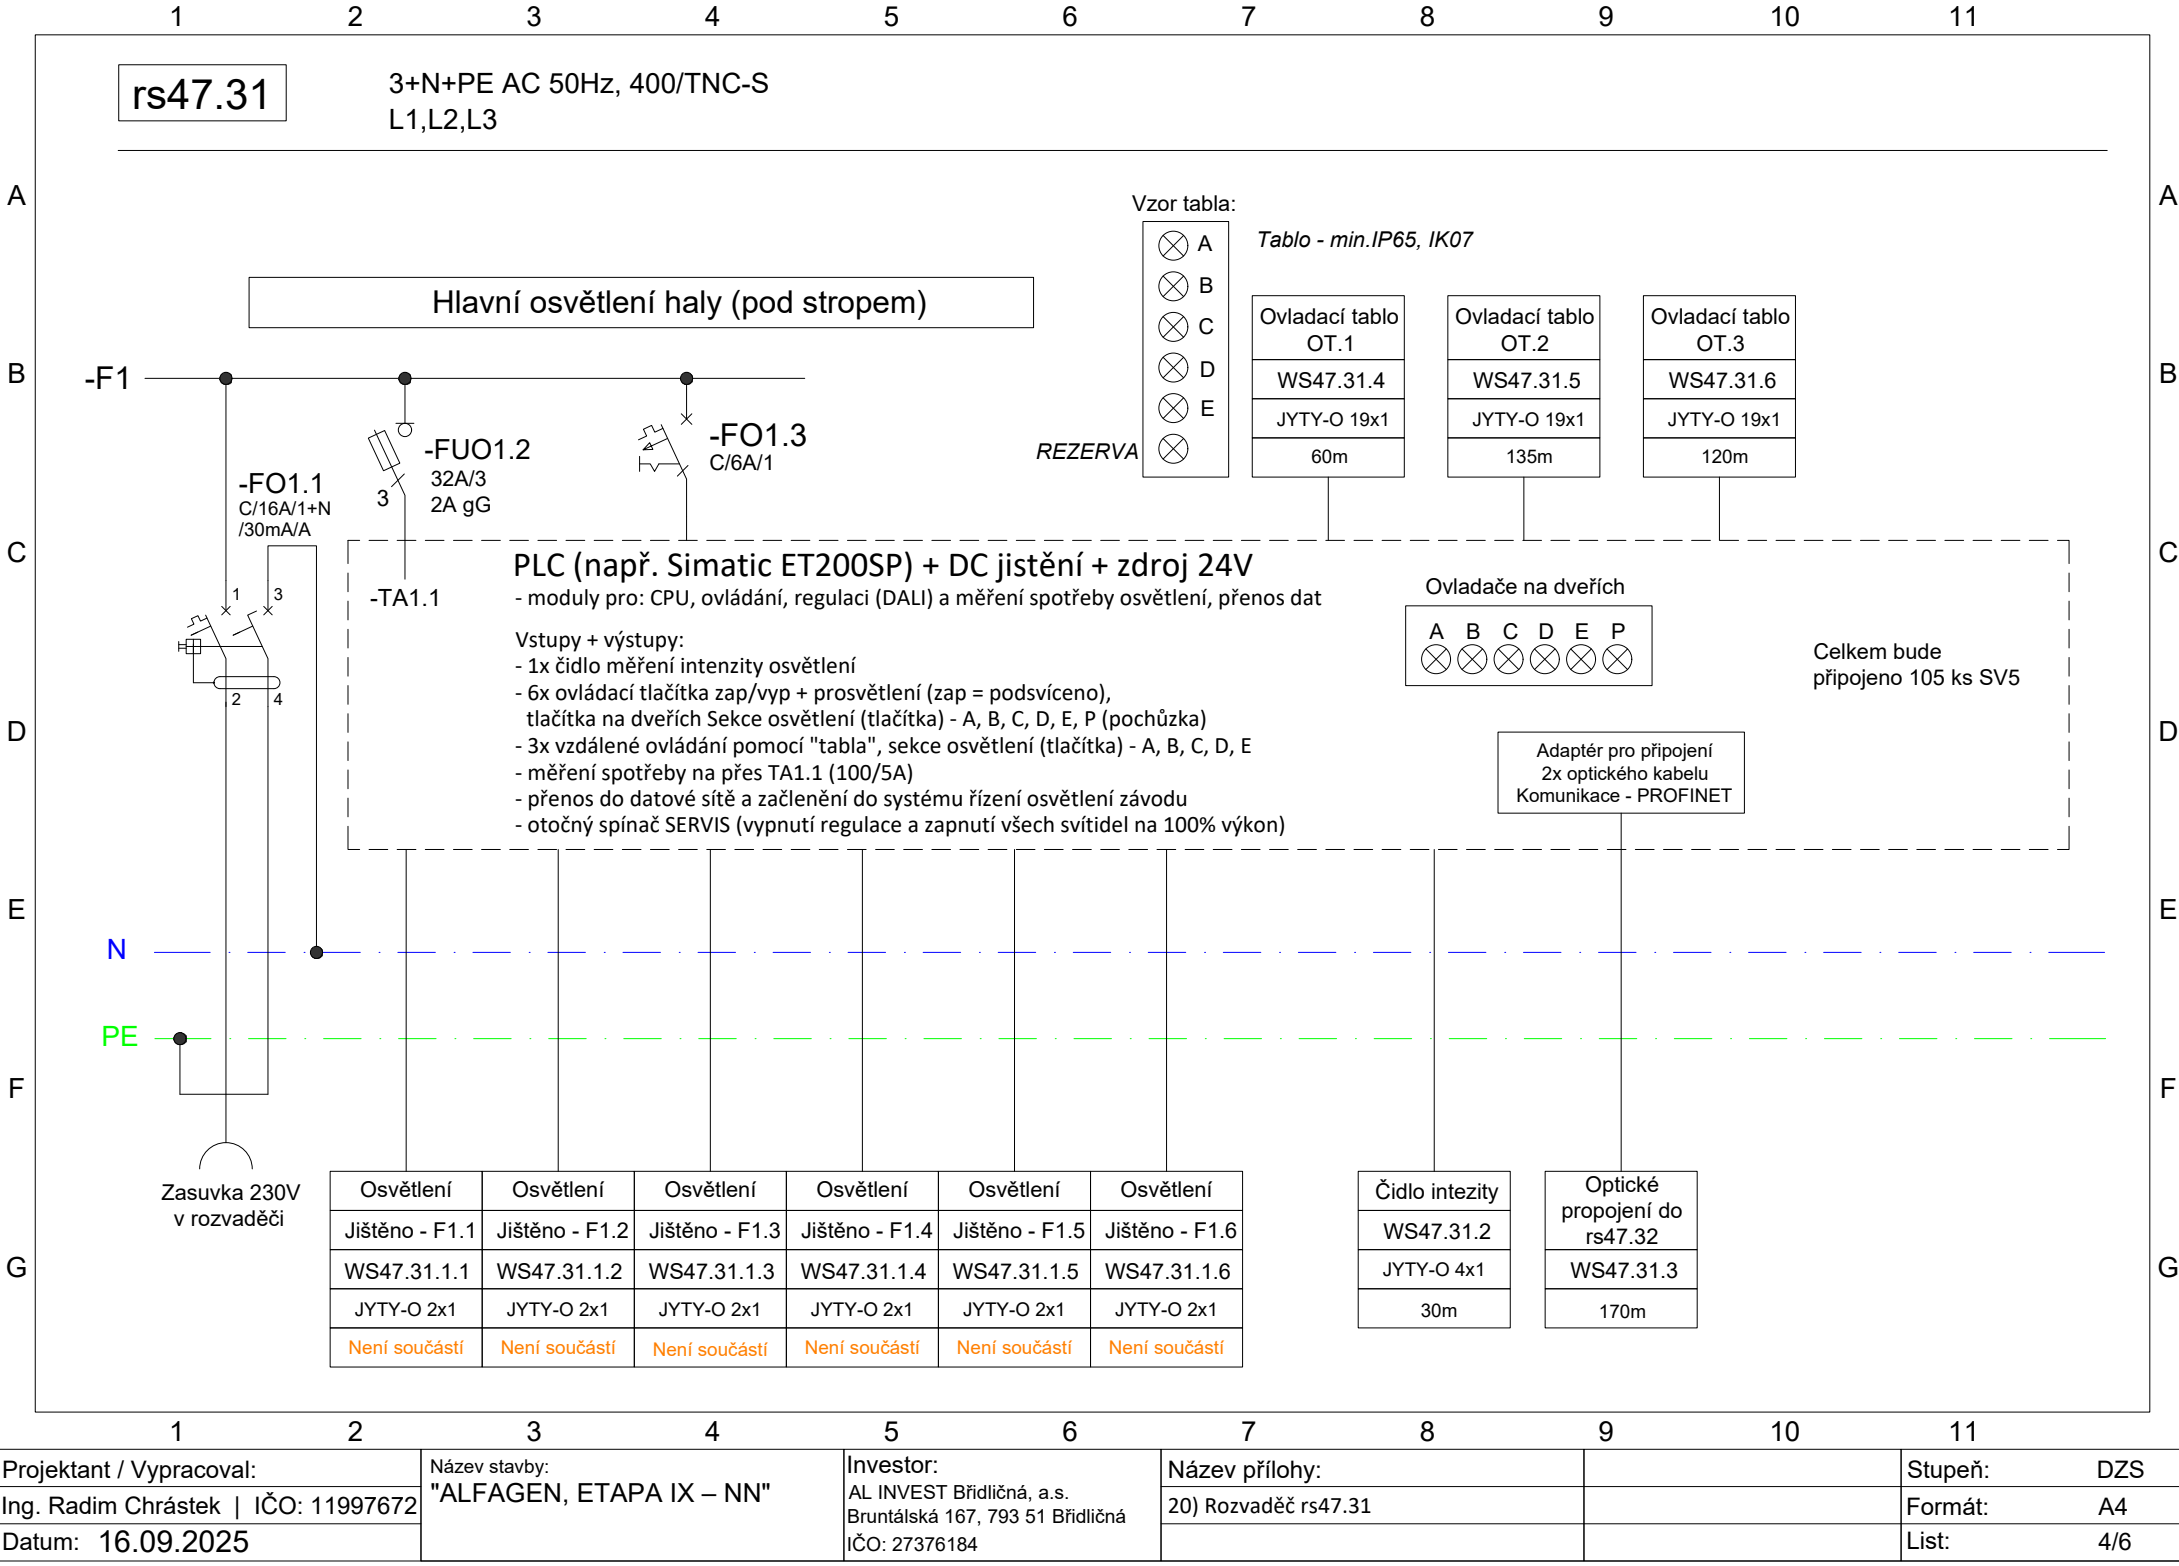 1 2 3 4 5 6 7 8 9 10 11
rs47.31
3+N+PE AC 50Hz, 400/TNC-S
L1,L2,L3
A
A
Vzor tabla:
A
B
C
D
E
REZERVA
Tablo - min.IP65, IK07
Hlavní osvětlení haly (pod stropem)
Ovladací tablo
OT.1
WS47.31.4
JYTY-O 19x1
60m
Ovladací tablo
OT.2
WS47.31.5
JYTY-O 19x1
135m
Ovladací tablo
OT.3
WS47.31.6
JYTY-O 19x1
120m
B
B
-F1
-FUO1.2
32A/3
2A gG
3
-FO1.3
C/6A/1
-FO1.1
C/16A/1+N
/30mA/A
C
C
1 3
2 4
-TA1.1
PLC (např. Simatic ET200SP) + DC jistění + zdroj 24V
- moduly pro: CPU, ovládání, regulaci (DALI) a měření spotřeby osvětlení, přenos dat
Vstupy + výstupy:
- 1x čidlo měření intenzity osvětlení
- 6x ovládací tlačítka zap/vyp + prosvětlení (zap = podsvíceno),
tlačítka na dveřích Sekce osvětlení (tlačítka) - A, B, C, D, E, P (pochůzka)
- 3x vzdálené ovládání pomocí "tabla", sekce osvětlení (tlačítka) - A, B, C, D, E
- měření spotřeby na přes TA1.1 (100/5A)
- přenos do datové sítě a začlenění do systému řízení osvětlení závodu
- otočný spínač SERVIS (vypnutí regulace a zapnutí všech svítidel na 100% výkon)
Ovladače na dveřích
A B C D E P
Celkem bude
připojeno 105 ks SV5
D
D
Adaptér pro připojení
2x optického kabelu
Komunikace - PROFINET
E
E
N
PE
F
F
Zasuvka 230V
v rozvaděči
Osvětlení Osvětlení Osvětlení Osvětlení Osvětlení Osvětlení
Jištěno - F1.1 Jištěno - F1.2 Jištěno - F1.3 Jištěno - F1.4 Jištěno - F1.5 Jištěno - F1.6
WS47.31.1.1 WS47.31.1.2 WS47.31.1.3 WS47.31.1.4 WS47.31.1.5 WS47.31.1.6
JYTY-O 2x1 JYTY-O 2x1 JYTY-O 2x1 JYTY-O 2x1 JYTY-O 2x1 JYTY-O 2x1
Není součástí Není součástí Není součástí Není součástí Není součástí Není součástí
Čidlo intezity
WS47.31.2
JYTY-O 4x1
30m
Optické
propojení do
rs47.32
WS47.31.3
170m
G
G
1 2 3 4 5 6 7 8 9 10 11
Projektant / Vypracoval:
Ing. Radim Chrástek | IČO: 11997672
Datum: 16.09.2025
Název stavby:
"ALFAGEN, ETAPA IX – NN"
Investor:
AL INVEST Břidličná, a.s.
Bruntálská 167, 793 51 Břidličná
IČO: 27376184
Název přílohy:
20) Rozvaděč rs47.31
Stupeň: DZS
Formát: A4
List: 4/6